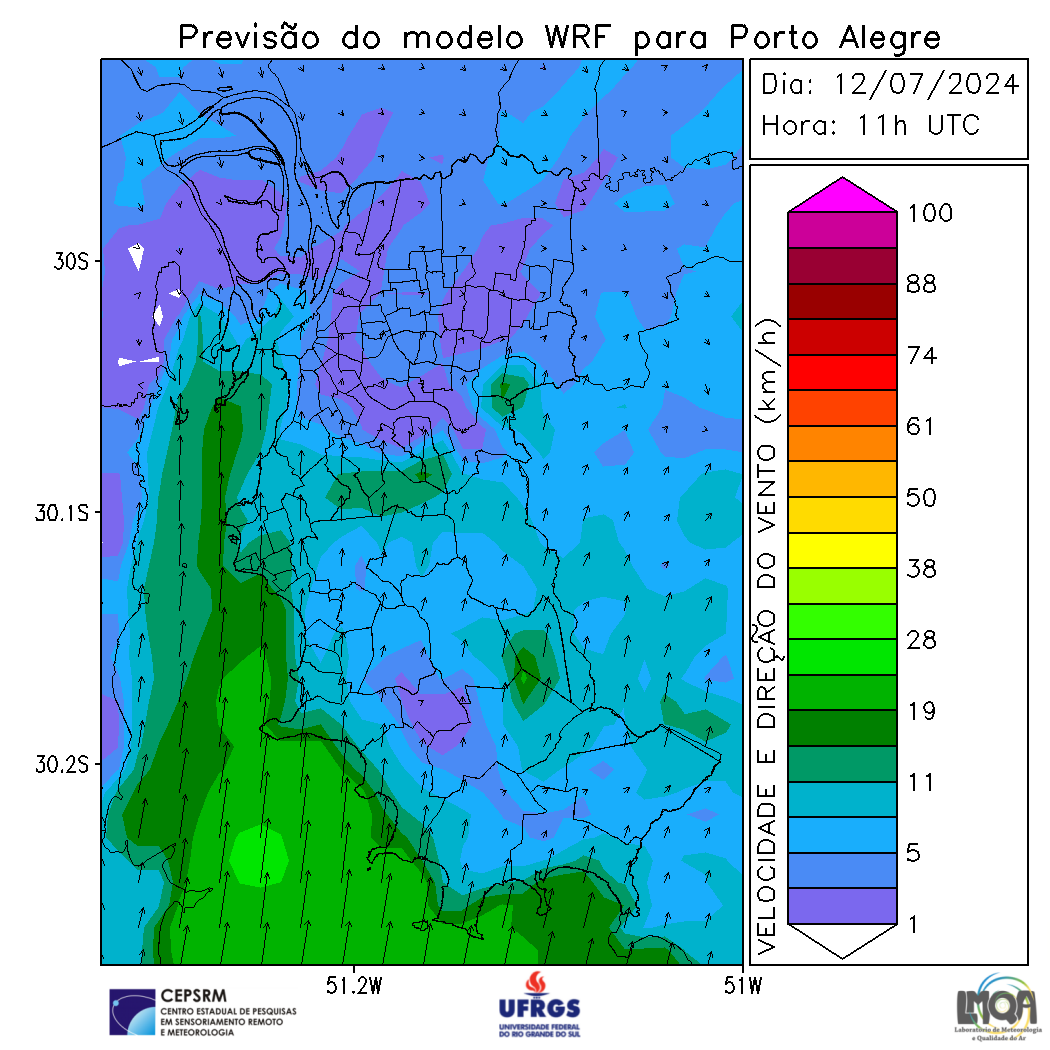 Previsão do modelo WRF para Porto Alegre
Dia: 12/07/2024
Hora: 11h UTC
30S
30.1S
30.2S
51.2W
51W
VELOCIDADE E DIREÇÃO DO VENTO (km/h)
100
88
74
61
50
38
28
19
11
5
1
CEPSRM
CENTRO ESTADUAL DE PESQUISAS
EM SENSORIAMENTO REMOTO
E METEOROLOGIA
UFRGS
UNIVERSIDADE FEDERAL
DO RIO GRANDE DO SUL
LMQA
Laboratório de Meteorologia
e Qualidade do Ar